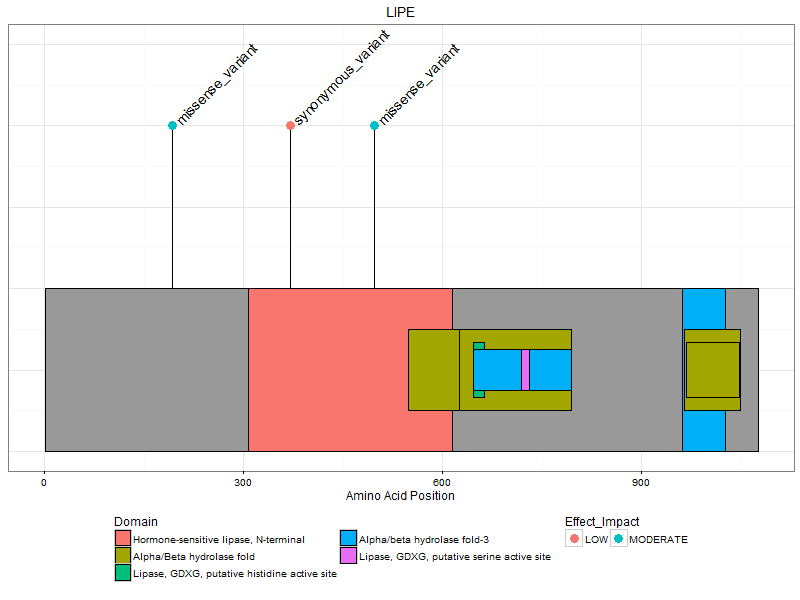 LIPE
missense_variant
synonymous_variant
missense_variant
0 300 600 900
Amino Acid Position
Domain
Hormone-sensitive lipase, N-terminal
Alpha/Beta hydrolase fold
Lipase, GDXG, putative histidine active site
Alpha/beta hydrolase fold-3
Lipase, GDXG, putative serine active site
Effect_Impact
LOW MODERATE